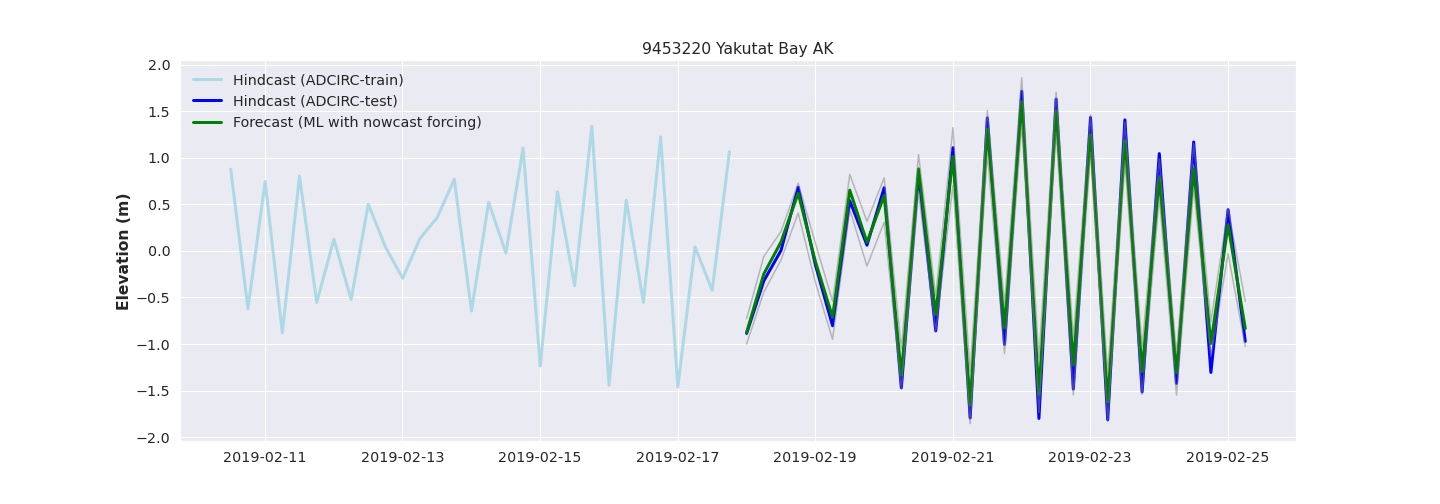 9453220 Yakutat Bay AK
Hindcast (ADCIRC-train)
Hindcast (ADCIRC-test)
Forecast (ML with nowcast forcing)
Elevation (m)
2.0
1.5
1.0
0.5
0.0
−0.5
−1.0
−1.5
−2.0
2019-02-11 2019-02-13 2019-02-15 2019-02-17 2019-02-19 2019-02-21 2019-02-23 2019-02-25